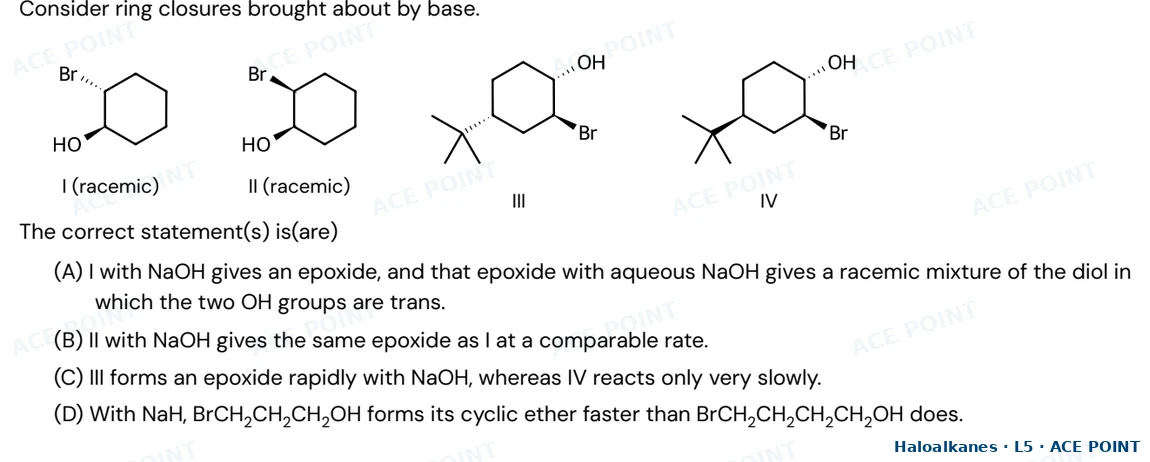 Consider ring closures brought about by base.
Br
HO
I (racemic)
Br
HO
II (racemic)
OH
Br
III
OH
Br
IV
The correct statement(s) is(are)
(A) I with NaOH gives an epoxide, and that epoxide with aqueous NaOH gives a racemic mixture of the diol in
which the two OH groups are trans.
(B) II with NaOH gives the same epoxide as I at a comparable rate.
(C) III forms an epoxide rapidly with NaOH, whereas IV reacts only very slowly.
(D) With NaH, BrCH₂CH₂CH₂OH forms its cyclic ether faster than BrCH₂CH₂CH₂CH₂OH does.
Haloalkanes · L5 · ACE POINT
ACE POINT